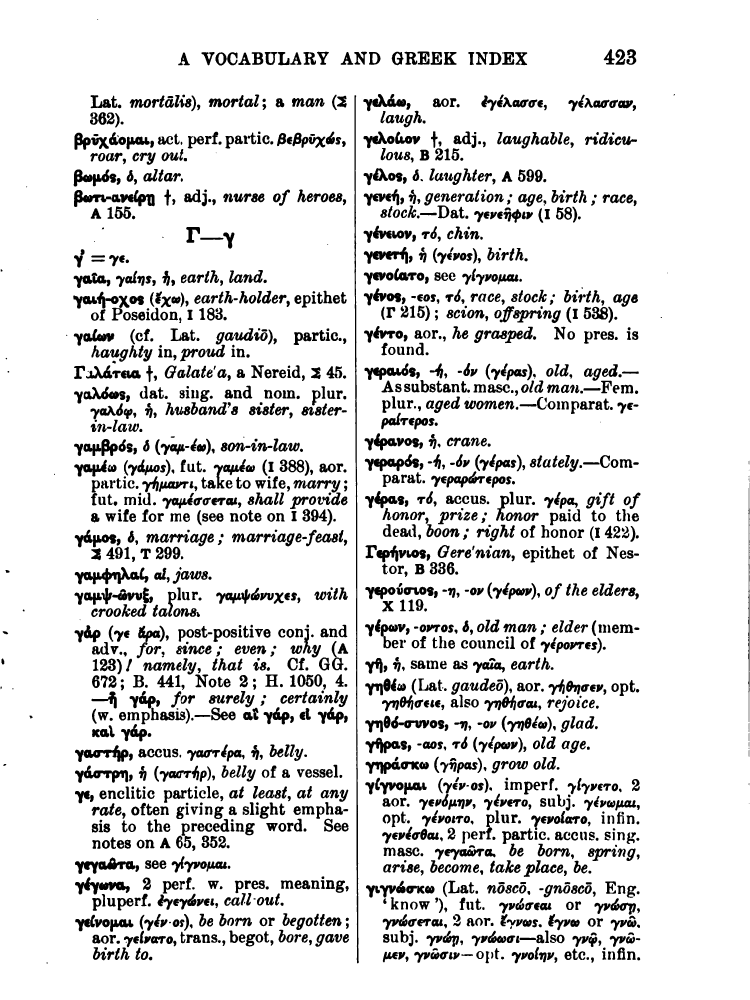 A VOCABULARY AND GREEK INDEX 423
Lat. mortālis), mortal; a man (Σ
362).
βρῡχάομαι, act. perf. partic. βεβρῡχώς,
roar, cry out.
βωμός, ὁ, altar.
βωτι-ανείρῃ †, adj., nurse of heroes,
Α 155.
Γ—γ
γ᾽ = γε.
γαῖα, γαίης, ἡ, earth, land.
γαιή-οχος (ἔχω), earth-holder, epithet
of Poseidon, Ι 183.
γαίων (cf. Lat. gaudiō), partic.,
haughty in, proud in.
Γαλάτεια †, Galate′a, a Nereid, Σ 45.
γαλόως, dat. sing. and nom. plur.
γαλόῳ, ἡ, husband's sister, sister-
in-law.
γαμβρός, ὁ (γαμ-έω), son-in-law.
γαμέω (γάμος), fut. γαμέω (Ι 388), aor.
partic. γήμαντι, take to wife, marry;
fut. mid. γαμέσσεται, shall provide
a wife for me (see note on Ι 394).
γάμος, ὁ, marriage; marriage-feast,
Σ 491, Τ 299.
γαμφηλαί, αἱ, jaws.
γαμψ-ῶνυξ, plur. γαμψώνυχες, with
crooked talons.
γάρ (γε ἄρα), post-positive conj. and
adv., for, since; even; why (Α
123)! namely, that is. Cf. GG.
672; B. 441, Note 2; H. 1050, 4.
—ἦ γάρ, for surely; certainly
(w. emphasis).—See αἲ γάρ, εἰ γάρ,
καὶ γάρ.
γαστήρ, accus. γαστέρα, ἡ, belly.
γάστρη, ἡ (γαστήρ), belly of a vessel.
γε, enclitic particle, at least, at any
rate, often giving a slight empha-
sis to the preceding word. See
notes on Α 65, 352.
γεγαῶτα, see γίγνομαι.
γέγωνα, 2 perf. w. pres. meaning,
pluperf. ἐγεγώνει, call out.
γείνομαι (γέν-ος), be born or begotten;
aor. γείνατο, trans., begot, bore, gave
birth to.
γελάω, aor. ἐγέλασσε, γέλασσαν,
laugh.
γελοίιον †, adj., laughable, ridicu-
lous, Β 215.
γέλος, ὁ. laughter, Α 599.
γενεή, ἡ, generation; age, birth; race,
stock.—Dat. γενεῆφιν (Ι 58).
γένειον, τό, chin.
γενετή, ἡ (γένος), birth.
γενοίατο, see γίγνομαι.
γένος, -εος, τό, race, stock; birth, age
(Γ 215); scion, offspring (Ι 538).
γέντο, aor., he grasped. No pres. is
found.
γεραιός, -ή, -όν (γέρας), old, aged.—
As substant. masc., old man.—Fem.
plur., aged women.—Comparat. γε-
ραίτερος.
γέρανος, ἡ, crane.
γεραρός, -ή, -όν (γέρας), stately.—Com-
parat. γεραρώτερος.
γέρας, τό, accus. plur. γέρα, gift of
honor, prize; honor paid to the
dead, boon; right of honor (Ι 422).
Γερήνιος, Gere′nian, epithet of Nes-
tor, Β 336.
γερούσιος, -η, -ον (γέρων), of the elders,
Χ 119.
γέρων, -οντος, ὁ, old man; elder (mem-
ber of the council of γέροντες).
γῆ, ἡ, same as γαῖα, earth.
γηθέω (Lat. gaudeō), aor. γήθησεν, opt.
γηθήσειε, also γηθήσαι, rejoice.
γηθό-συνος, -η, -ον (γηθέω), glad.
γῆρας, -αος, τό (γέρων), old age.
γηράσκω (γῆρας), grow old.
γίγνομαι (γέν-ος), imperf. γίγνετο, 2
aor. γενόμην, γένετο, subj. γένωμαι,
opt. γένοιτο, plur. γενοίατο, infin.
γενέσθαι, 2 perf. partic. accus. sing.
masc. γεγαῶτα, be born, spring,
arise, become, take place, be.
γιγνώσκω (Lat. nōscō, -gnōscō, Eng.
‘know’), fut. γνώσεαι or γνώσῃ,
γνώσεται, 2 aor. ἔγνως, ἔγνω or γνῶ,
subj. γνώῃ, γνώωσι—also γνῷ, γνῶ-
μεν, γνῶσιν—opt. γνοίην, etc., infin.